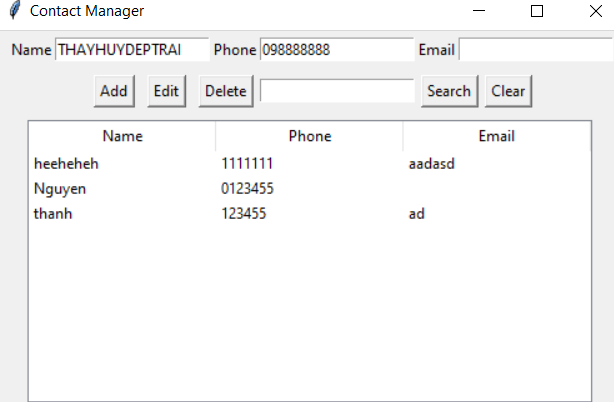 Contact Manager
Name THAYHUYDEPTRAI Phone 098888888 Email
Add Edit Delete Search Clear
Name Phone Email
heeheheh 1111111 aadasd
Nguyen 0123455
thanh 123455 ad